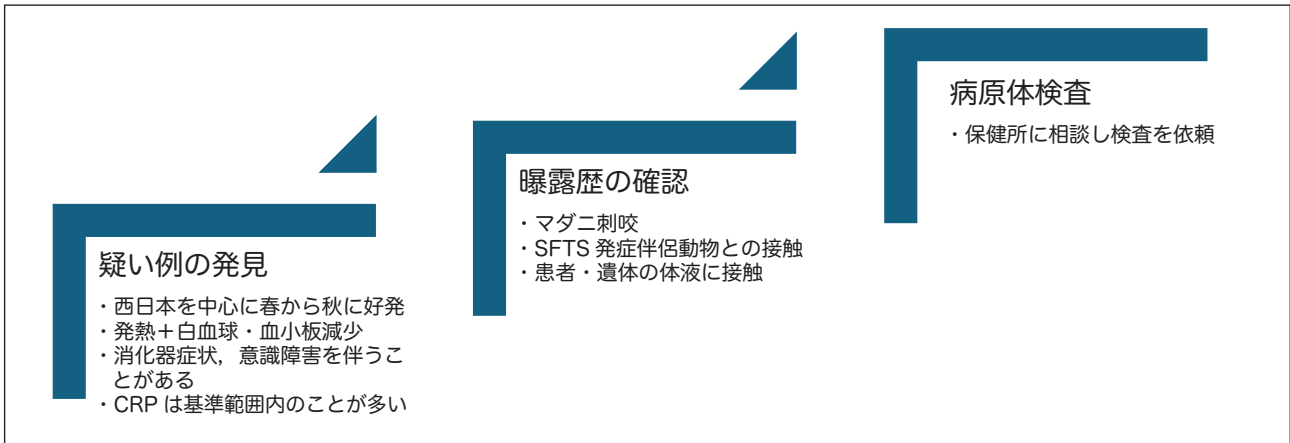 疑い例の発見
・西日本を中心に春から秋に好発
・発熱＋白血球・血小板減少
・消化器症状，意識障害を伴うこ
とがある
・CRP は基準範囲内のことが多い
曝露歴の確認
・マダニ刺咬
・SFTS 発症伴侶動物との接触
・患者・遺体の体液に接触
病原体検査
・保健所に相談し検査を依頼